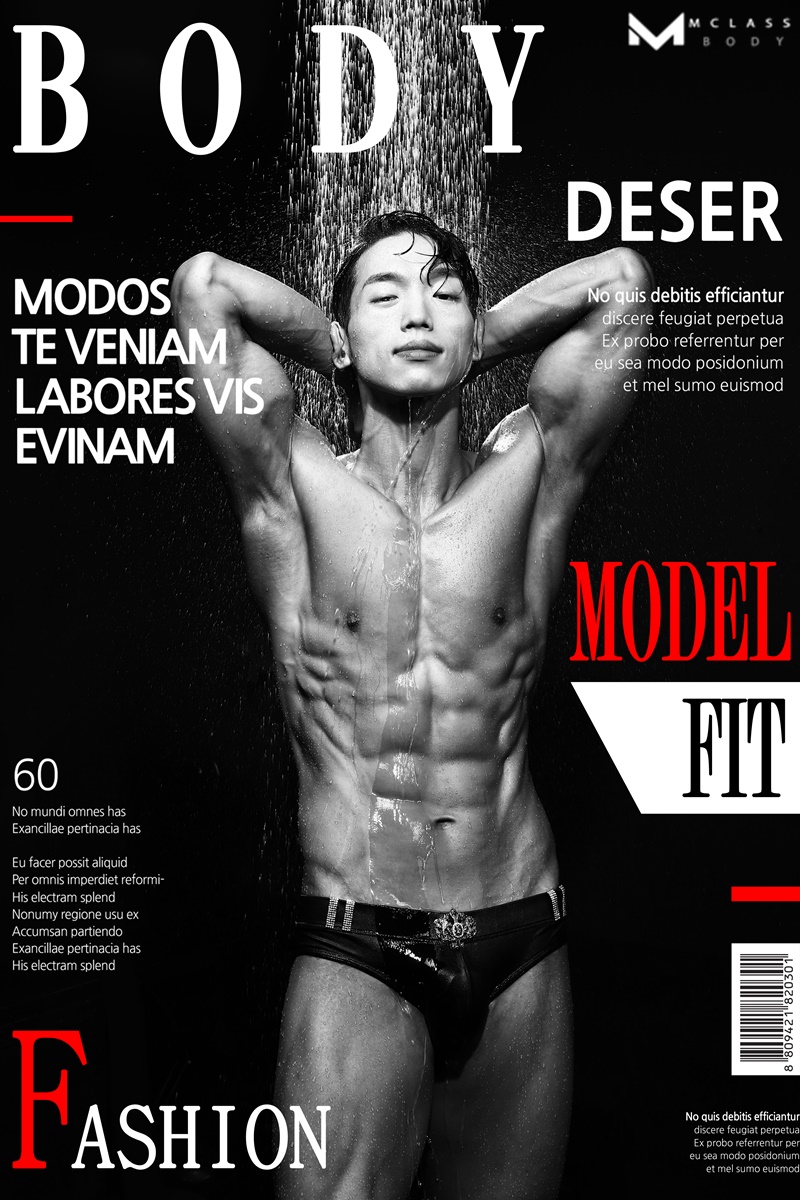 BODY
MCLASS
BODY
DESER
MODOS
TE VENIAM
LABORES VIS
EVINAM
No quis debitis efficiantur
discere feugiat perpetua
Ex probo referrentur per
eu sea modo posidonium
et mel sumo euismod
MODEL
FIT
60
No mundi omnes has
Exancillae pertinacia has
Eu facer possit aliquid
Per omnis imperdiet reformi-
His electram splend
Nonumy regione usu ex
Accumsan partiendo
Exancillae pertinacia has
His electram splend
8 809421 820301
FASHION
No quis debitis efficiantur
discere feugiat perpetua
Ex probo referrentur per
eu sea modo posidonium
et mel sumo euismod